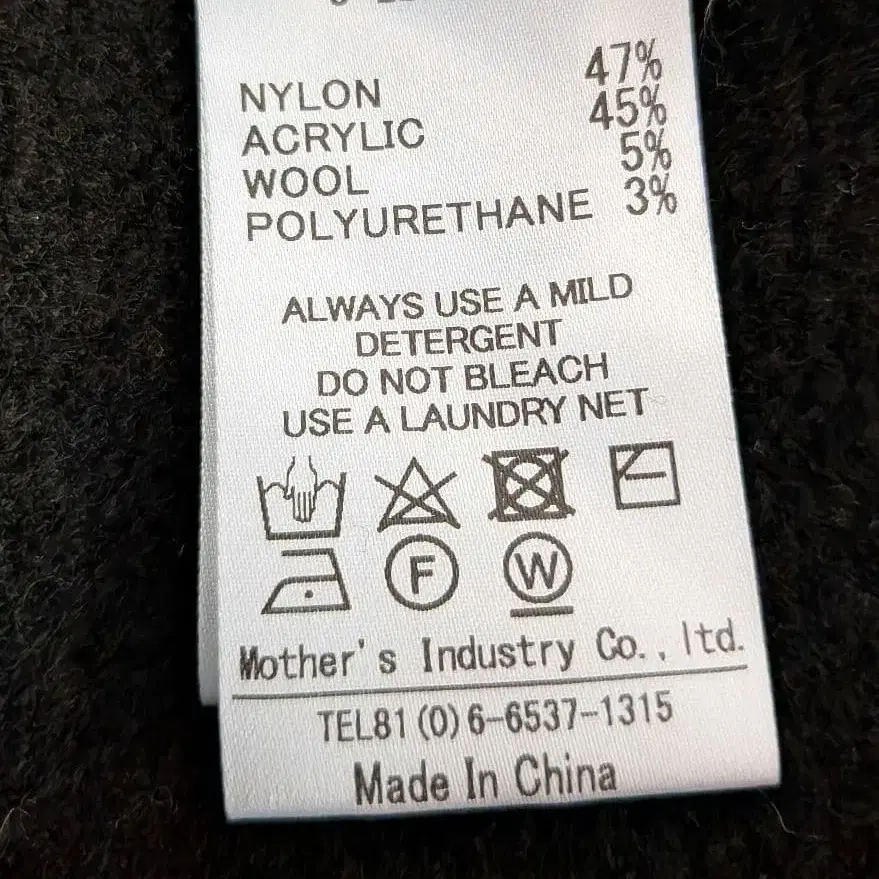 NYLON 47%
ACRYLIC 45%
WOOL 5%
POLYURETHANE 3%
ALWAYS USE A MILD
DETERGENT
DO NOT BLEACH
USE A LAUNDRY NET
F W
Mother's Industry Co., ltd.
TEL81(0)6-6537-1315
Made In China